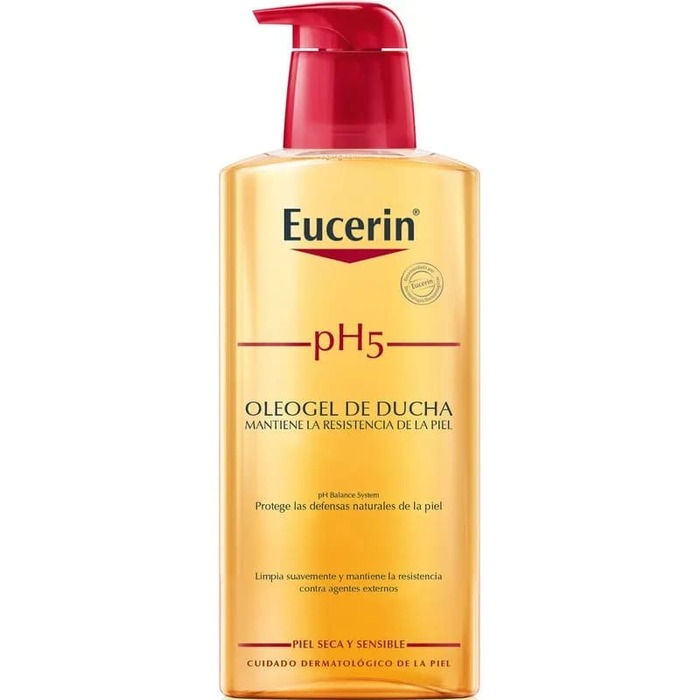 Eucerin®
Eucerin
pH5
OLEOGEL DE DUCHA
MANTIENE LA RESISTENCIA DE LA PIEL
pH Balance System
Protege las defensas naturales de la piel
Limpia suavemente y mantiene la resistencia
contra agentes externos
PIEL SECA Y SENSIBLE
CUIDADO DERMATOLÓGICO DE LA PIEL